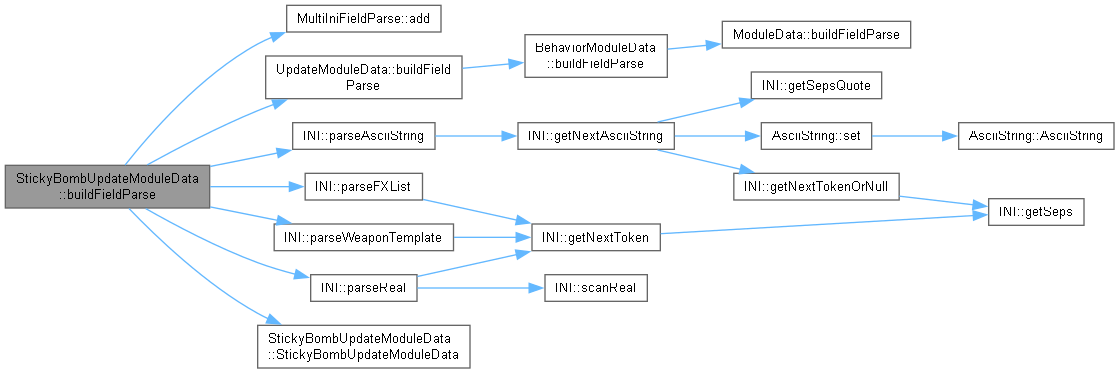 MultiIniFieldParse::add
UpdateModuleData::buildField
Parse
BehaviorModuleData
::buildFieldParse
ModuleData::buildFieldParse
INI::getSepsQuote
INI::parseAsciiString
INI::getNextAsciiString
AsciiString::set
AsciiString::AsciiString
StickyBombUpdateModuleData
::buildFieldParse
INI::parseFXList
INI::getNextTokenOrNull
INI::getSeps
INI::parseWeaponTemplate
INI::getNextToken
INI::parseReal
INI::scanReal
StickyBombUpdateModuleData
::StickyBombUpdateModuleData